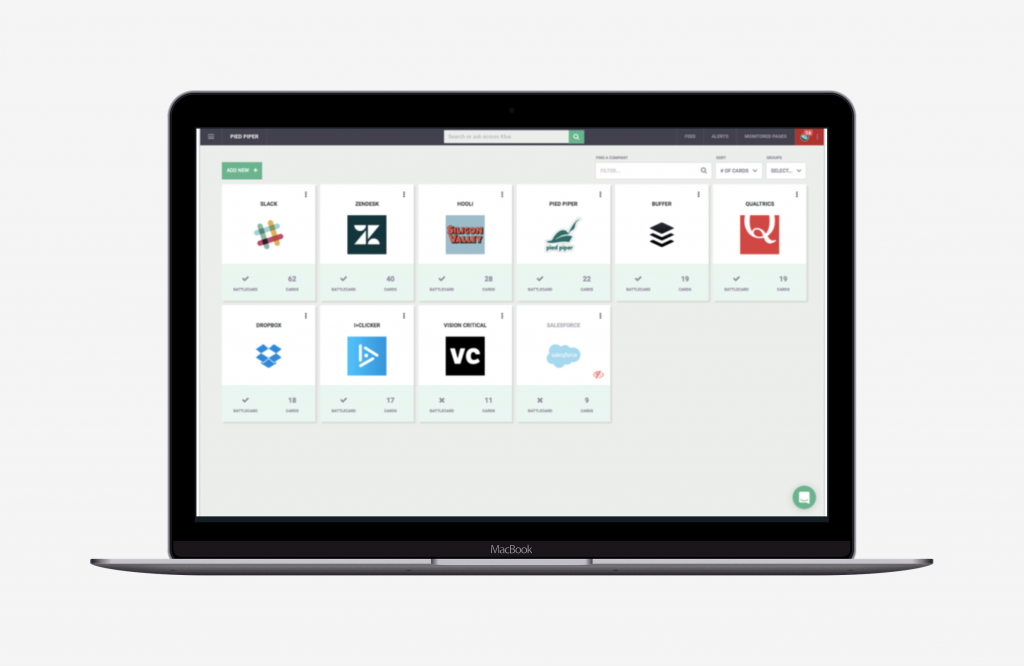 PIED PIPER
Search or ask across Klue
FEED
ALERTS
MONITORED PAGES
ADD NEW +
FIND A COMPANY
FILTER...
SORT
# OF CARDS
GROUPS
SELECT...
SLACK
ZENDESK
HOOLI
SILICON VALLEY
PIED PIPER
pied piper
BUFFER
QUALTRICS
Q
62
40
28
22
19
19
BATTLECARD CARDS
BATTLECARD CARDS
BATTLECARD CARDS
BATTLECARD CARDS
BATTLECARD CARDS
BATTLECARD CARDS
DROPBOX
I>CLICKER
VISION CRITICAL
VC
SALESFORCE
salesforce
18
17
11
9
BATTLECARD CARDS
BATTLECARD CARDS
BATTLECARD CARDS
BATTLECARD CARDS
MacBook